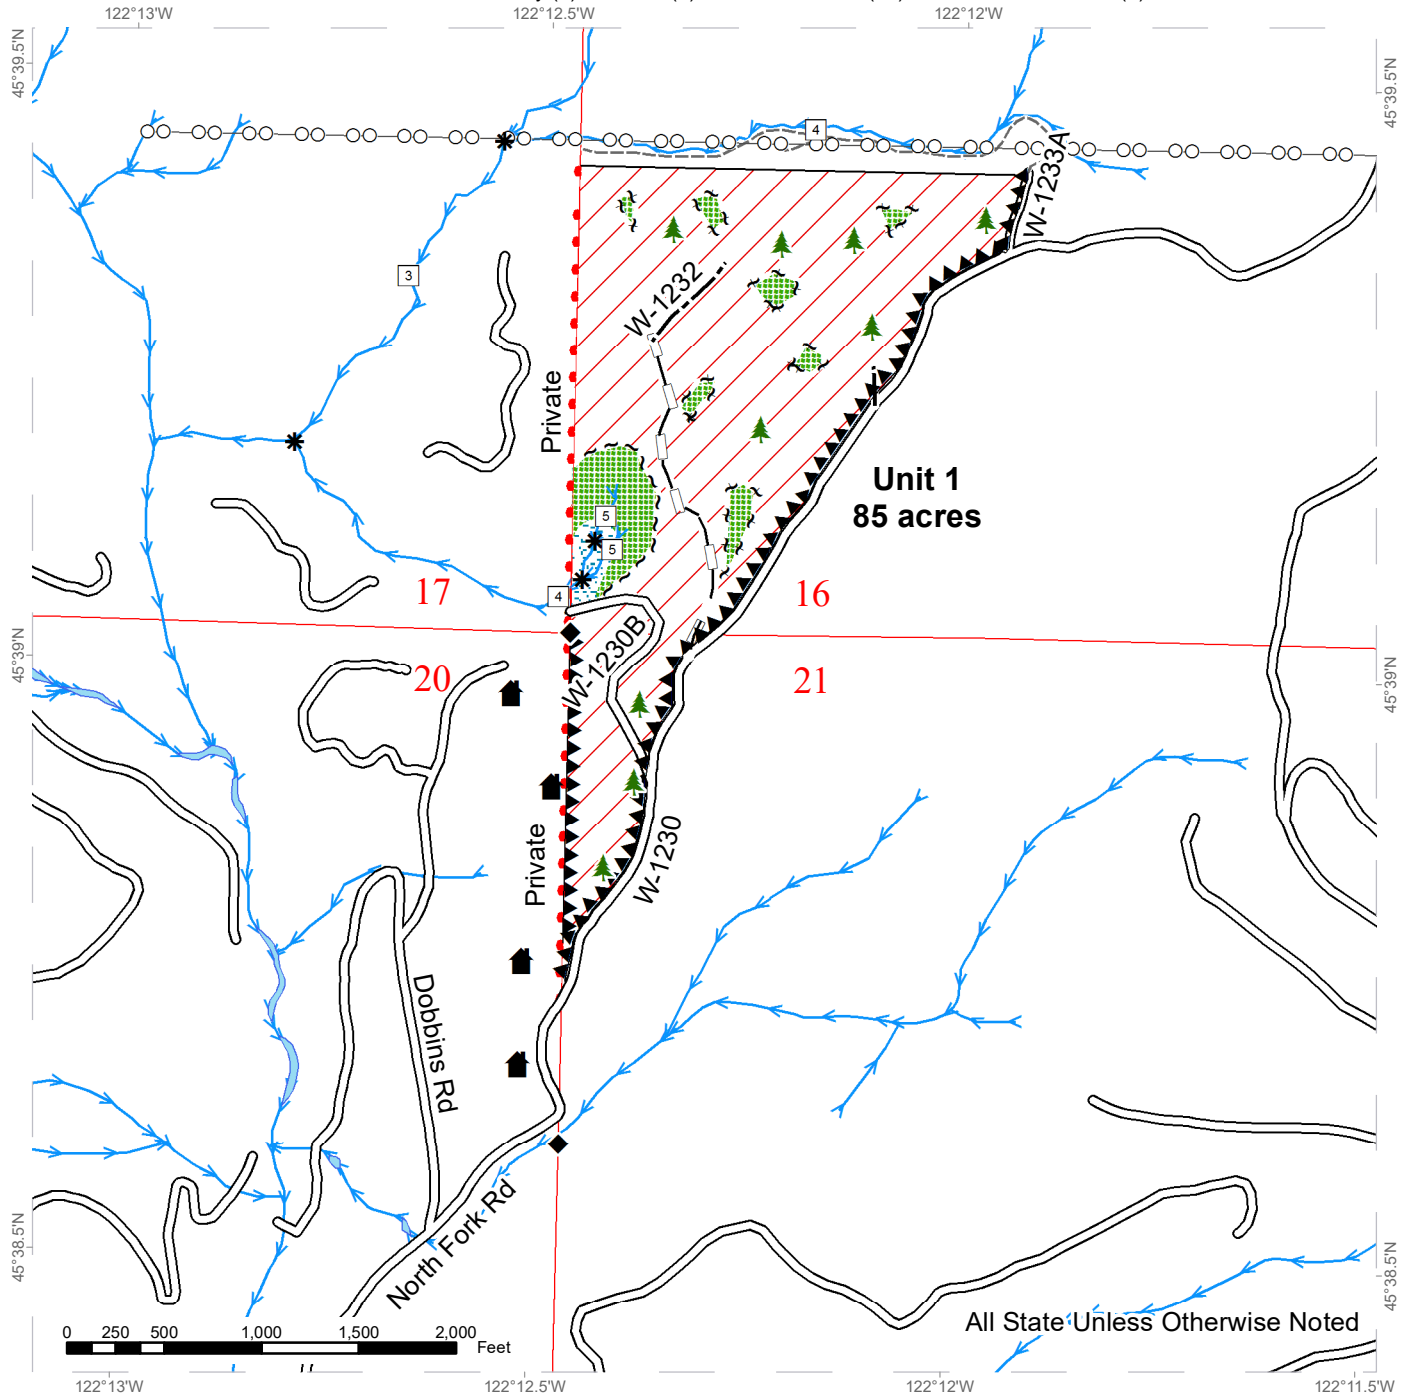 122°13'W
122°12.5'W
122°12'W
45°39.5'N
45°39.5'N
4
W-1233A
3
W-1232
Private
Unit 1
85 acres
5
5
4
17
16
45°39'N
45°39'N
W-1230B
20
21
W-1230
Private
Dobbins Rd
North Fork Rd
45°38.5'N
45°38.5'N
All State Unless Otherwise Noted
0 250 500 1,000 1,500 2,000
Feet
122°13'W
122°12.5'W
122°12'W
122°11.5'W